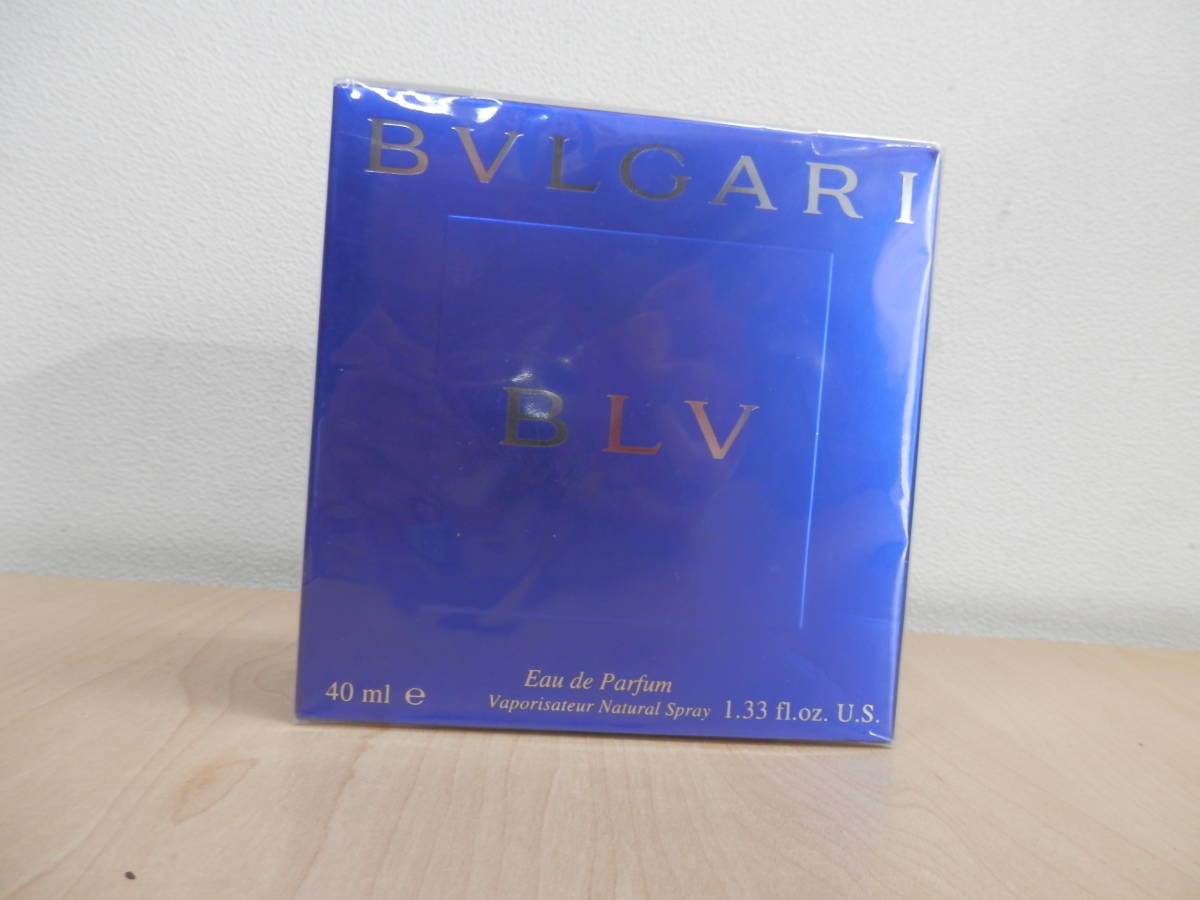 BVLGARI
BLV
Eau de Parfum
40 ml ℮ Vaporisateur Natural Spray 1.33 fl.oz. U.S.